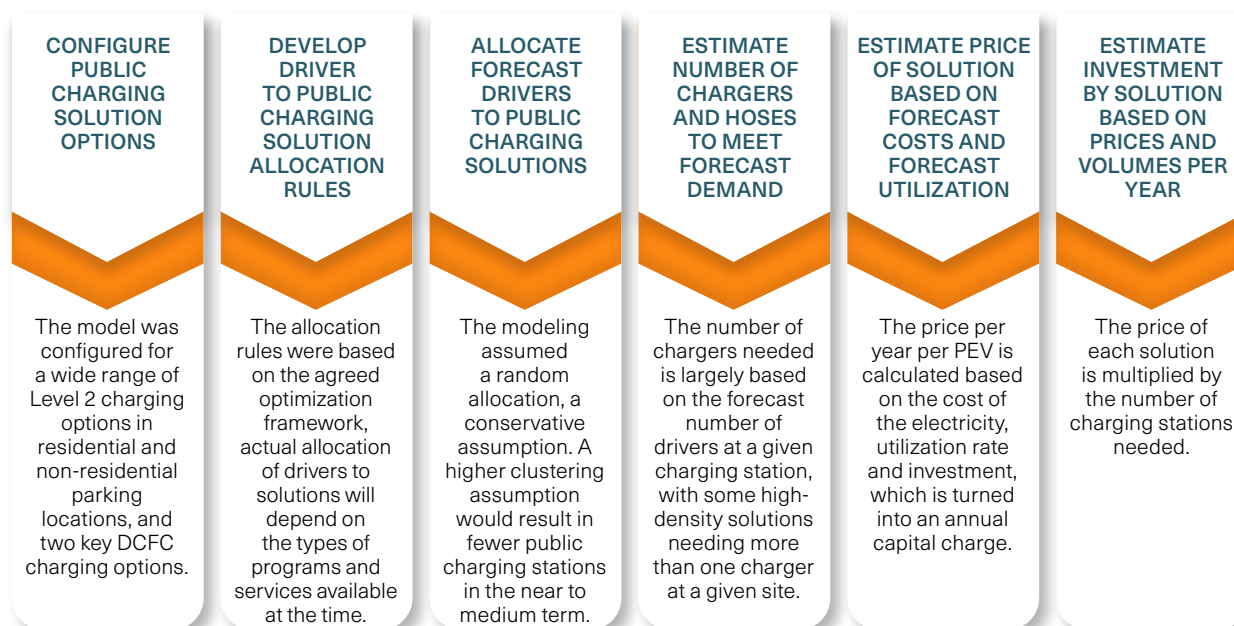 CONFIGURE
PUBLIC
CHARGING
SOLUTION
OPTIONS
The model was
configured for
a wide range of
Level 2 charging
options in
residential and
non-residential
parking
locations, and
two key DCFC
charging options.
DEVELOP
DRIVER
TO PUBLIC
CHARGING
SOLUTION
ALLOCATION
RULES
The allocation
rules were based
on the agreed
optimization
framework,
actual allocation
of drivers to
solutions will
depend on
the types of
programs and
services available
at the time.
ALLOCATE
FORECAST
DRIVERS
TO PUBLIC
CHARGING
SOLUTIONS
The modeling
assumed
a random
allocation, a
conservative
assumption. A
higher clustering
assumption
would result in
fewer public
charging stations
in the near to
medium term.
ESTIMATE
NUMBER OF
CHARGERS
AND HOSES
TO MEET
FORECAST
DEMAND
The number of
chargers needed
is largely based
on the forecast
number of
drivers at a given
charging station,
with some high-
density solutions
needing more
than one charger
at a given site.
ESTIMATE PRICE
OF SOLUTION
BASED ON
FORECAST
COSTS AND
FORECAST
UTILIZATION
The price per
year per PEV is
calculated based
on the cost of
the electricity,
utilization rate
and investment,
which is turned
into an annual
capital charge.
ESTIMATE
INVESTMENT
BY SOLUTION
BASED ON
PRICES AND
VOLUMES PER
YEAR
The price of
each solution
is multiplied by
the number of
charging stations
needed.